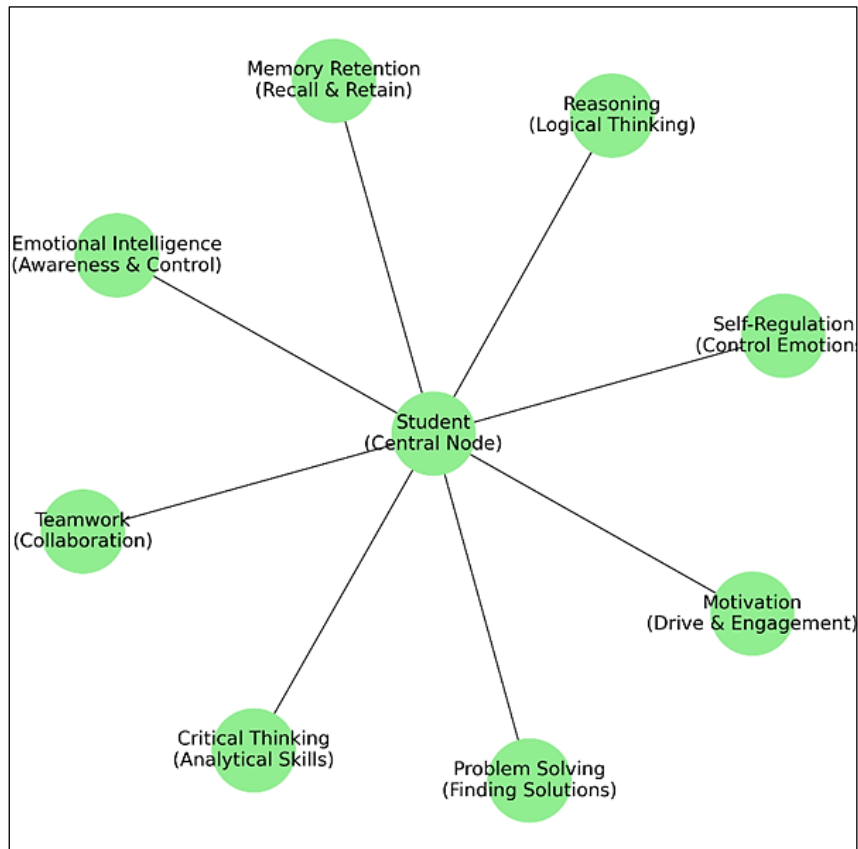 Memory Retention
(Recall & Retain)
Reasoning
(Logical Thinking)
Emotional Intelligence
(Awareness & Control)
Self-Regulation
(Control Emotions
Student
(Central Node)
Teamwork
(Collaboration)
Motivation
(Drive & Engagement)
Critical Thinking
(Analytical Skills)
Problem Solving
(Finding Solutions)